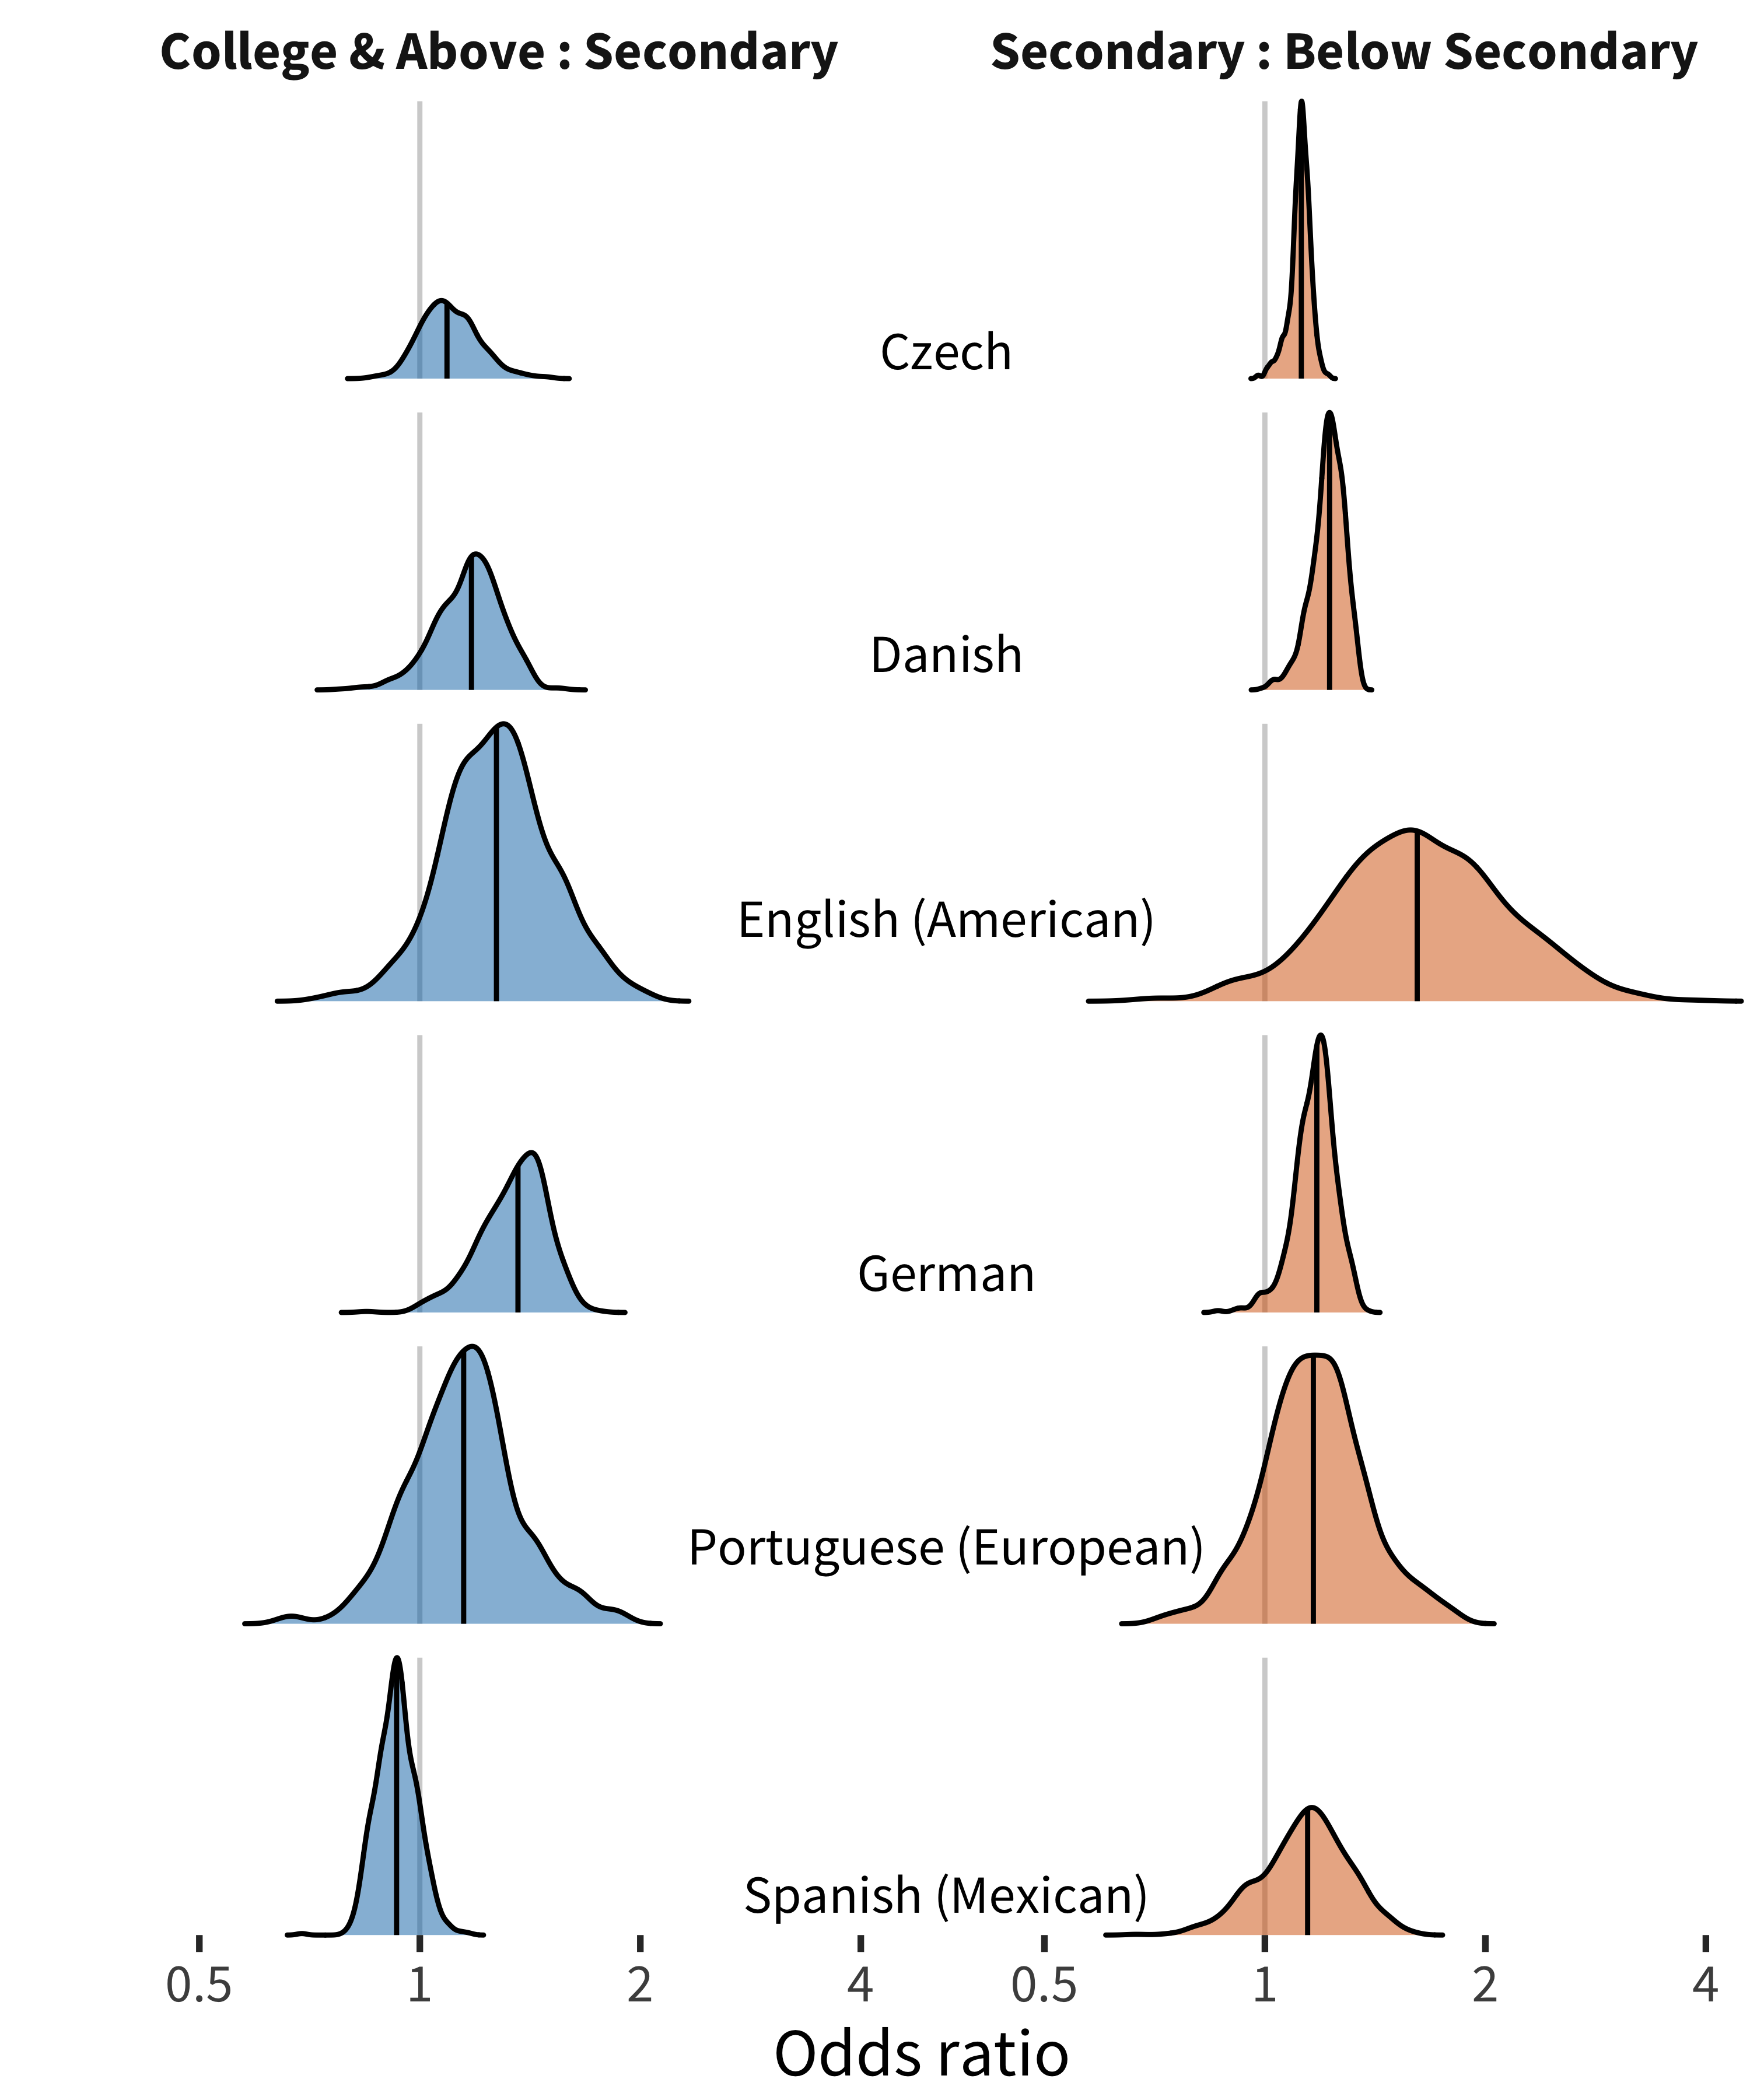 College & Above : Secondary
Secondary : Below Secondary
Czech
Danish
English (American)
German
Portuguese (European)
Spanish (Mexican)
0.5 1 2 4 0.5 1 2 4
Odds ratio